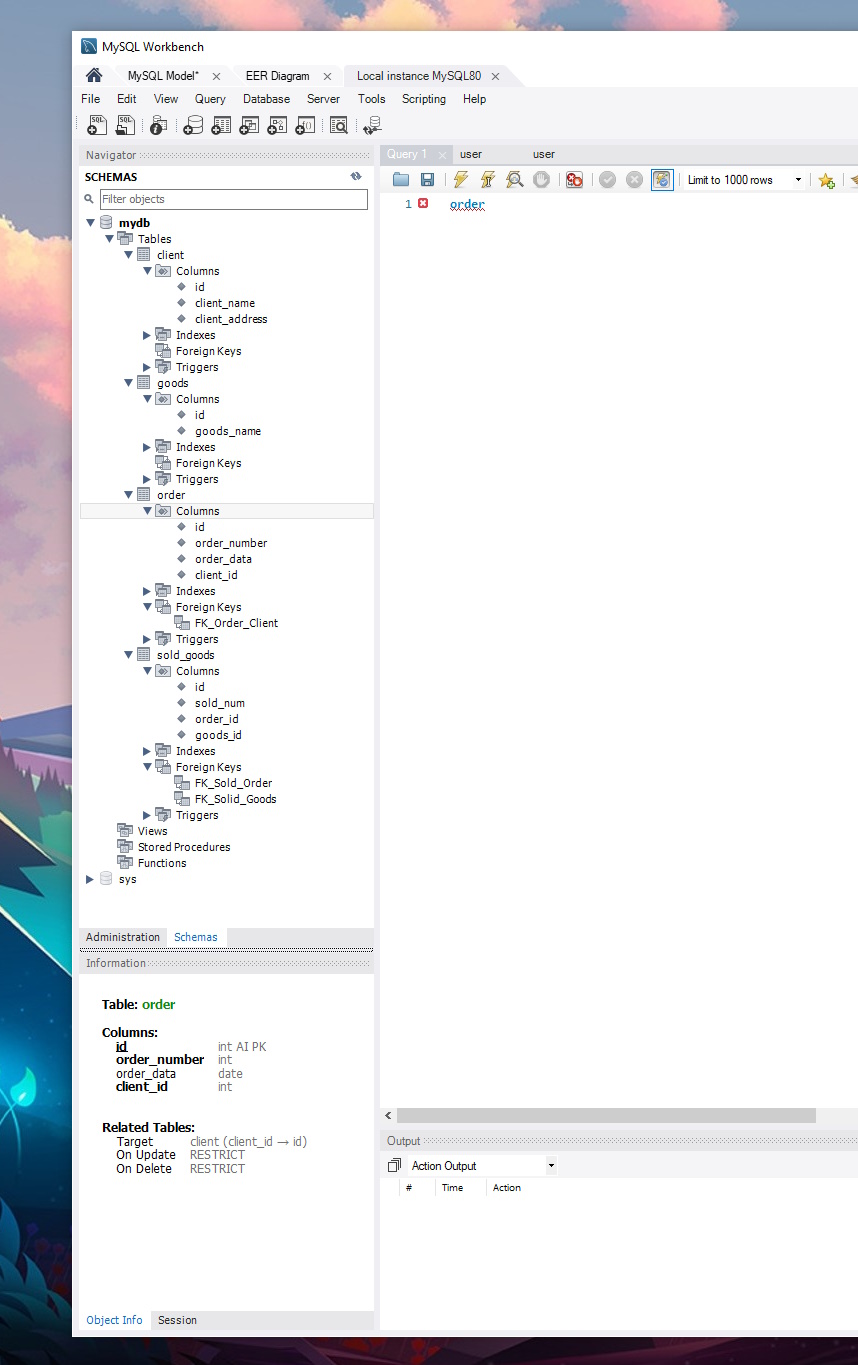 MySQL Workbench
MySQL Model* EER Diagram Local instance MySQL80
File Edit View Query Database Server Tools Scripting Help
Navigator
SCHEMAS
Filter objects
mydb
Tables
client
Columns
id
client_name
client_address
Indexes
Foreign Keys
Triggers
goods
Columns
id
goods_name
Indexes
Foreign Keys
Triggers
order
Columns
id
order_number
order_data
client_id
Indexes
Foreign Keys
FK_Order_Client
Triggers
sold_goods
Columns
id
sold_num
order_id
goods_id
Indexes
Foreign Keys
FK_Sold_Order
FK_Solid_Goods
Triggers
Views
Stored Procedures
Functions
sys
Administration Schemas
Information
Table: order
Columns:
id int AI PK
order_number int
order_data date
client_id int
Related Tables:
Target client (client_id → id)
On Update RESTRICT
On Delete RESTRICT
Object Info Session
Query 1 user user
Limit to 1000 rows
1 order
Output
Action Output
# Time Action